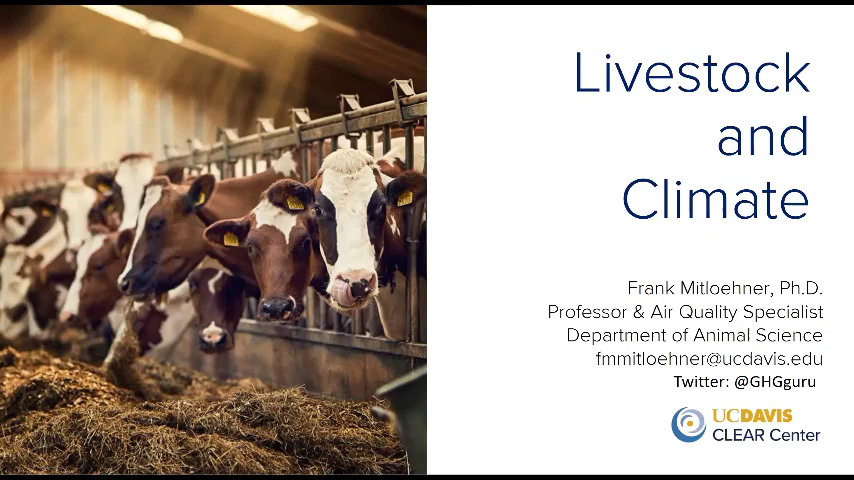 Livestock
and
Climate
Frank Mitloehner, Ph.D.
Professor & Air Quality Specialist
Department of Animal Science
fmmitloehner@ucdavis.edu
Twitter: @GHGguru
UCDAVIS
CLEAR Center